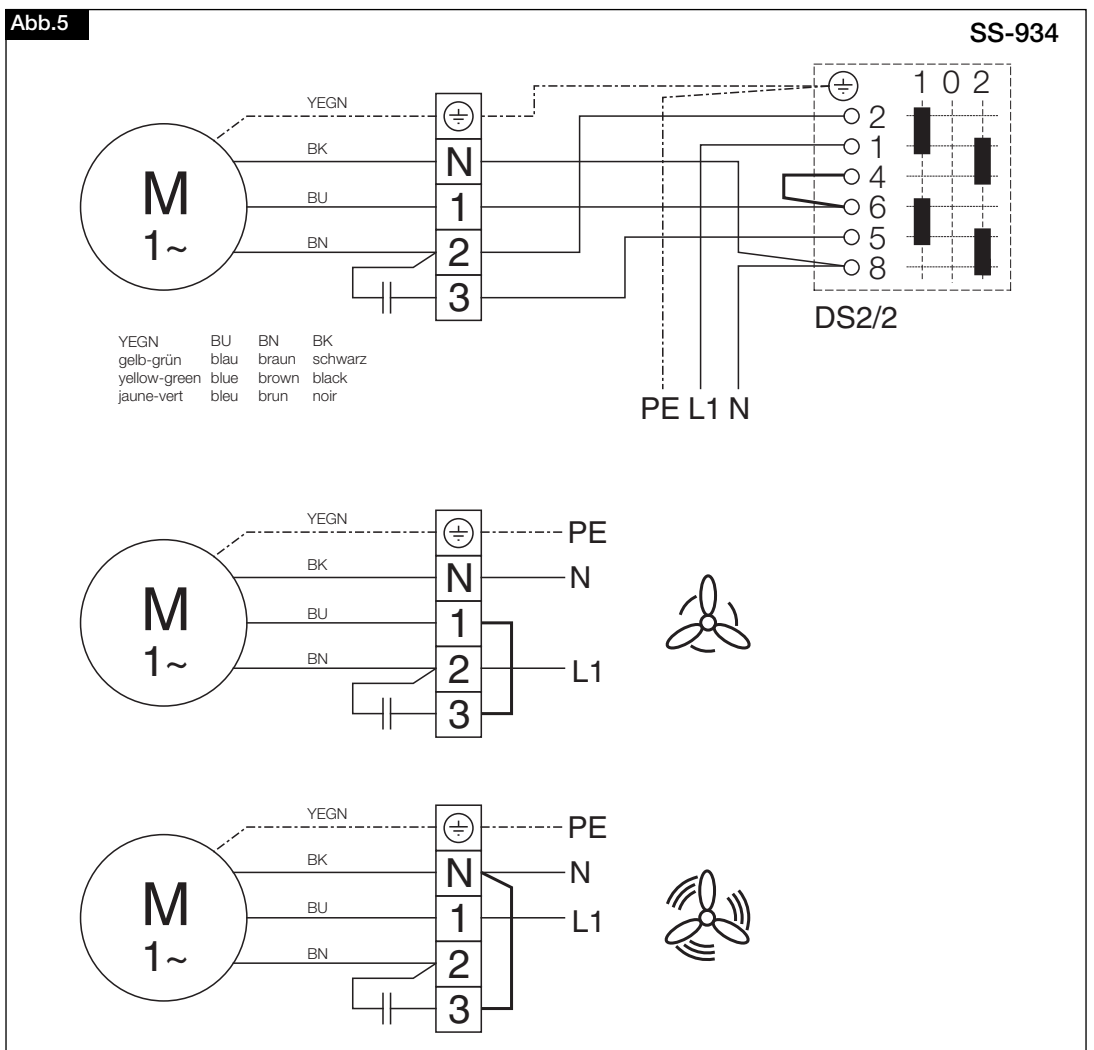 Abb.5
SS-934
YEGN
BK
BU
BN
M
1~
N
1
2
3
1 0 2
2
1
4
6
5
8
DS2/2
YEGN BU BN BK
gelb-grün blau braun schwarz
yellow-green blue brown black
jaune-vert bleu brun noir
PE L1 N
YEGN
BK
BU
BN
M
1~
N
1
2
3
PE
N
L1
YEGN
BK
BU
BN
M
1~
N
1
2
3
PE
N
L1